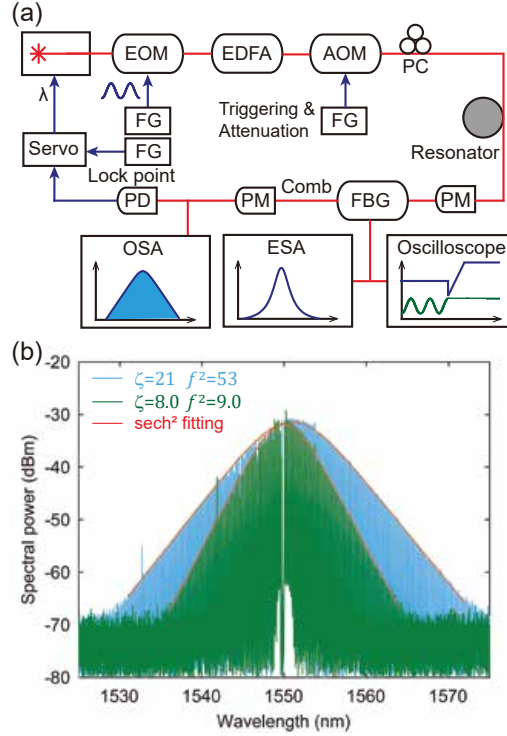 (a)
EOM
EDFA
AOM
PC
λ
FG
Triggering &
Attenuation
FG
Servo
FG
Resonator
Lock point
PD
PM
Comb
FBG
PM
OSA
ESA
Oscilloscope
(b)
-20
-30
-40
-50
-60
-70
-80
ζ=21 f²=53
ζ=8.0 f²=9.0
sech² fitting
Spectral power (dBm)
1530
1540
1550
1560
1570
Wavelength (nm)